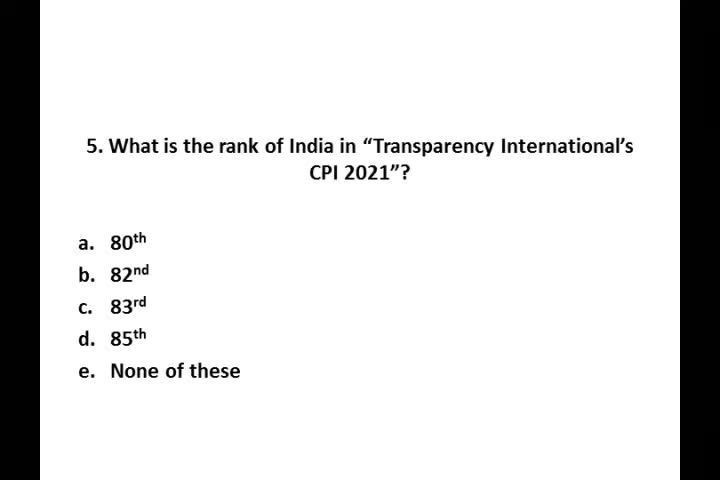 5. What is the rank of India in “Transparency International’s
CPI 2021”?
a. 80th
b. 82nd
c. 83rd
d. 85th
e. None of these